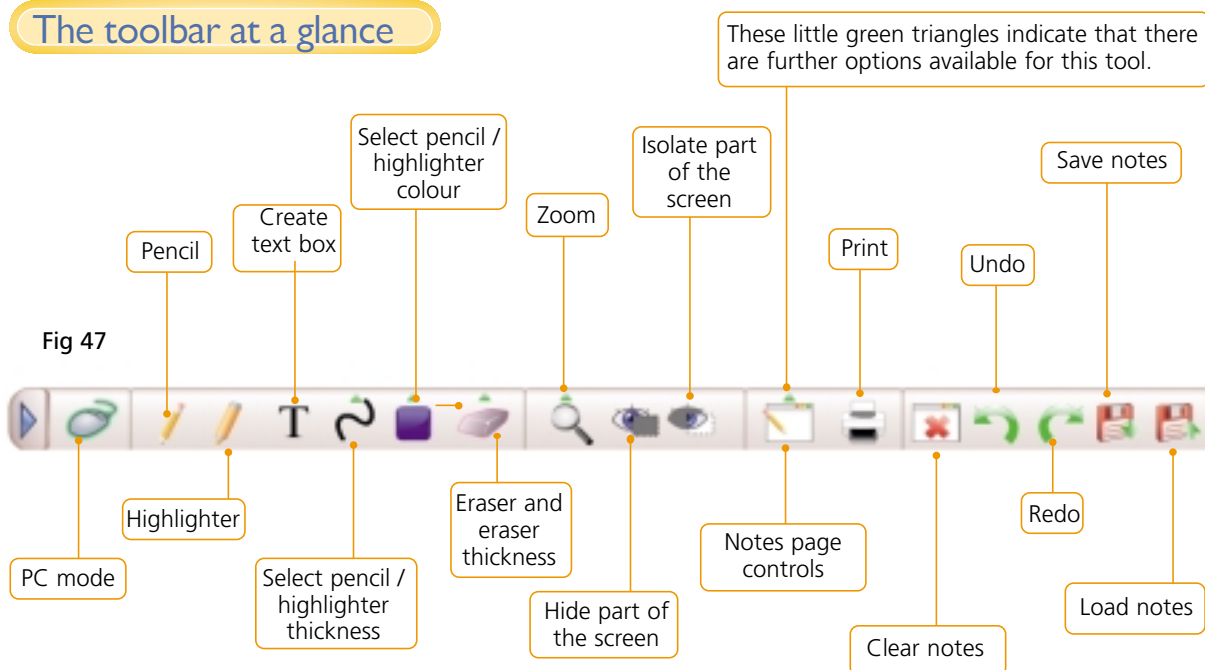 The toolbar at a glance
These little green triangles indicate that there
are further options available for this tool.
Select pencil /
highlighter
colour
Isolate part
of the
screen
Save notes
Create
text box
Zoom
Pencil
Print
Undo
Fig 47
T
Highlighter
Eraser and
eraser
thickness
Redo
Notes page
controls
PC mode
Select pencil /
highlighter
thickness
Hide part of
the screen
Load notes
Clear notes